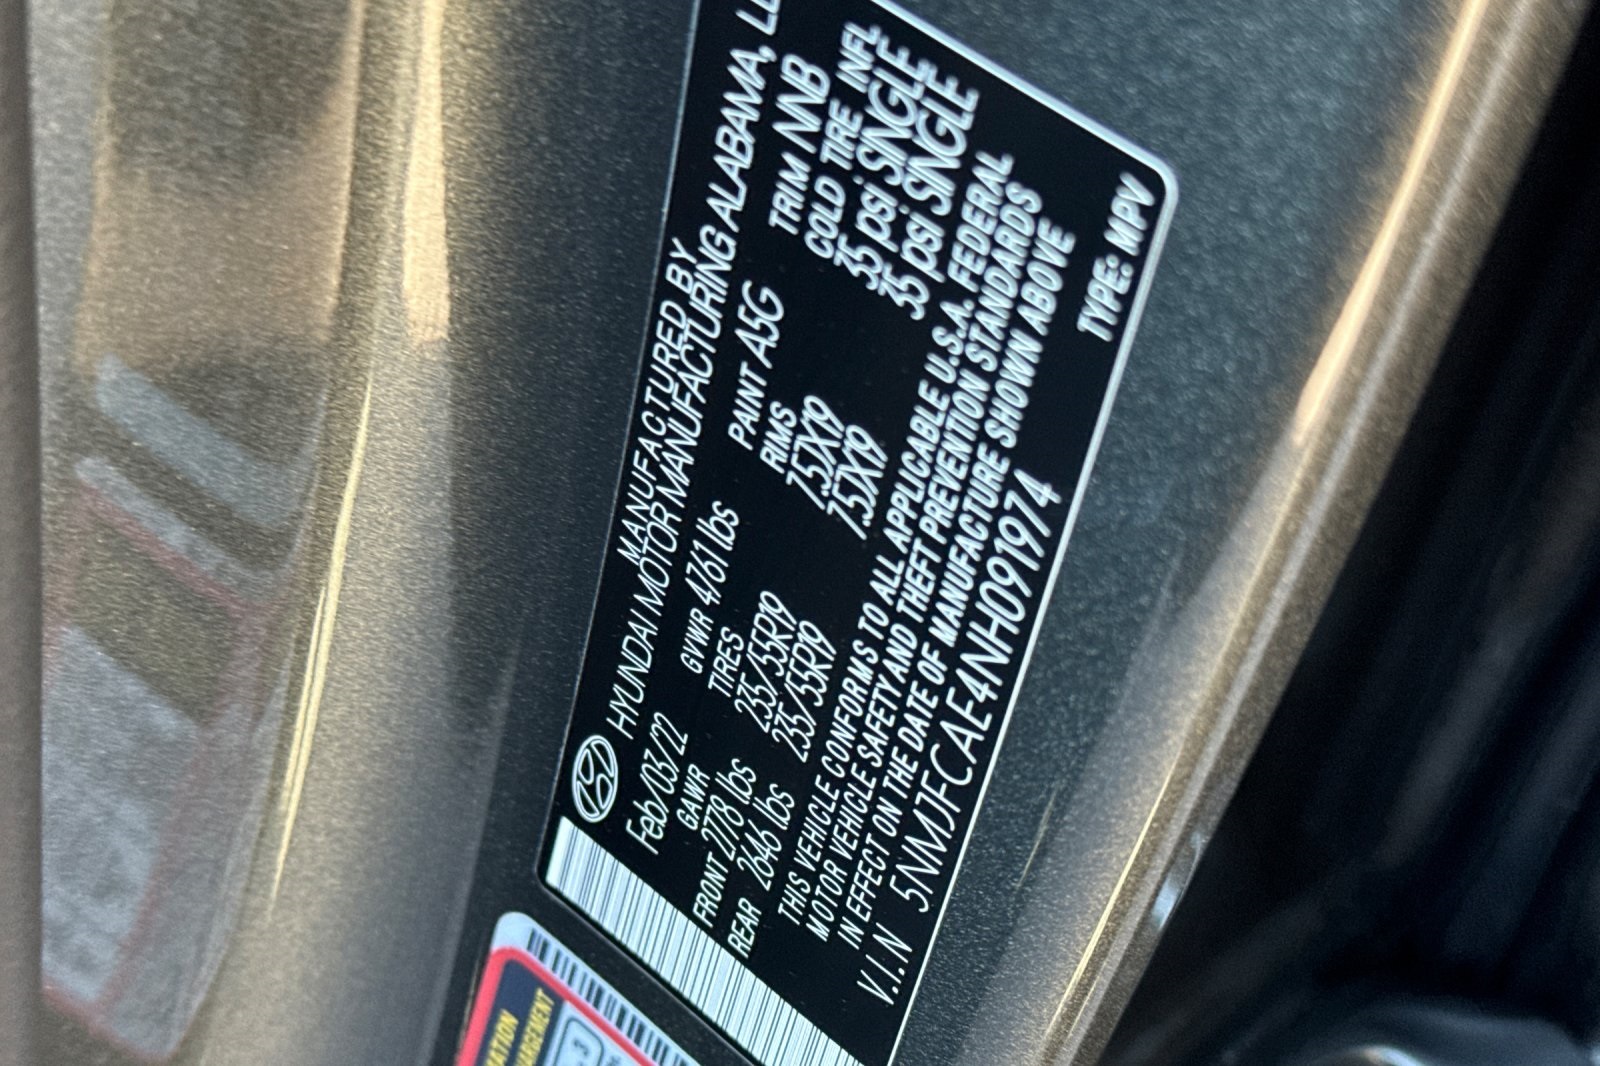 MANUFACTURED BY
HYUNDAI MOTOR MANUFACTURING ALABAMA,
Feb/03/22 GVWR 4761 lbs PAINT A5G TRIM NNB
GAWR TIRES RIMS COLD TIRE INFL
FRONT 2778 lbs 235/55R19 7.5JX19 35 psi SINGLE
REAR 2646 lbs 235/55R19 7.5JX19 35 psi SINGLE
THIS VEHICLE CONFORMS TO ALL APPLICABLE U.S.A. FEDERAL
MOTOR VEHICLE SAFETY AND THEFT PREVENTION STANDARDS
IN EFFECT ON THE DATE OF MANUFACTURE SHOWN ABOVE
V.I.N 5NMJFCAE4NH091974 TYPE: MPV